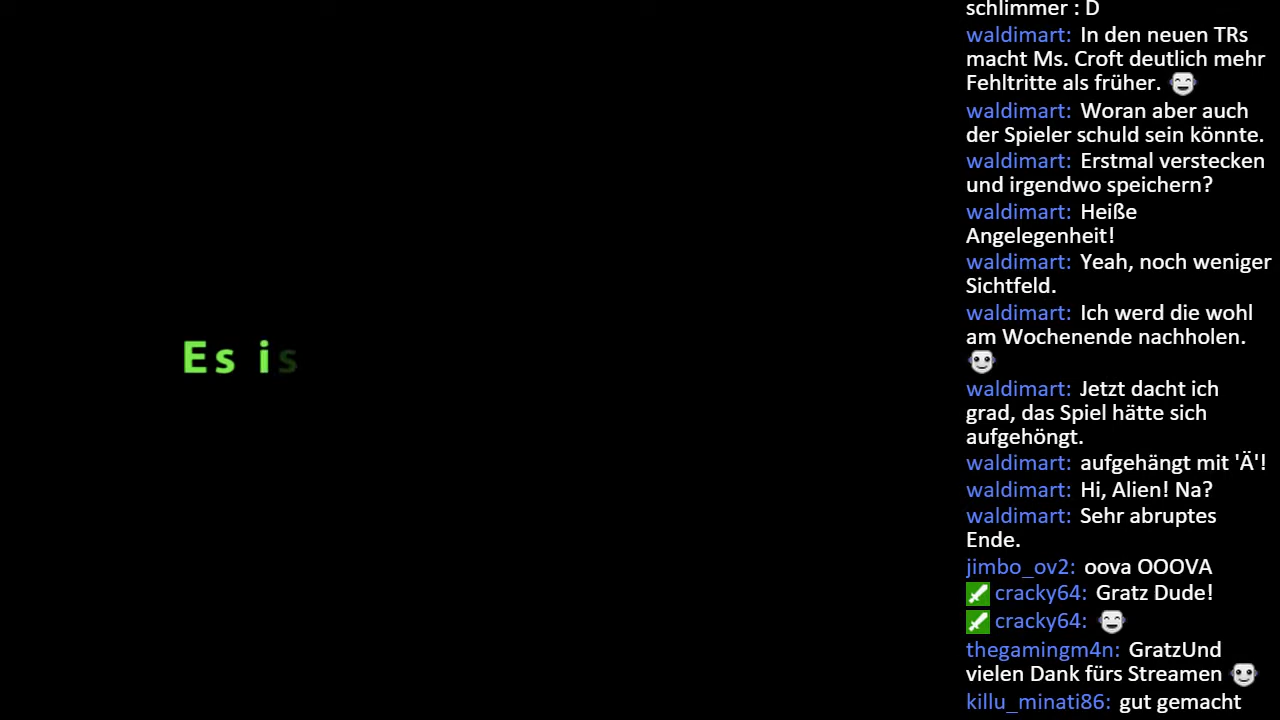 schlimmer : D
waldimart: In den neuen TRs
macht Ms. Croft deutlich mehr
Fehltritte als früher.
waldimart: Woran aber auch
der Spieler schuld sein könnte.
waldimart: Erstmal verstecken
und irgendwo speichern?
waldimart: Heiße
Angelegenheit!
waldimart: Yeah, noch weniger
Sichtfeld.
waldimart: Ich werd die wohl
am Wochenende nachholen.
Es is
waldimart: Jetzt dacht ich
grad, das Spiel hätte sich
aufgehöngt.
waldimart: aufgehängt mit 'Ä'!
waldimart: Hi, Alien! Na?
waldimart: Sehr abruptes
Ende.
jimbo_ov2: oova OOOVA
cracky64: Gratz Dude!
cracky64:
thegamingm4n: GratzUnd
vielen Dank fürs Streamen
killu_minati86: gut gemacht